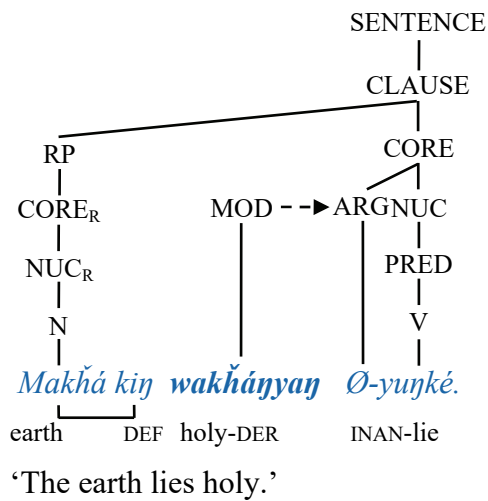 SENTENCE
CLAUSE
RP CORE
CORER MOD ARG NUC
NUCR PRED
N V
Makȟá kiŋ wakȟáŋyaŋ Ø-yuŋké.
earth DEF holy-DER INAN-lie
‘The earth lies holy.’